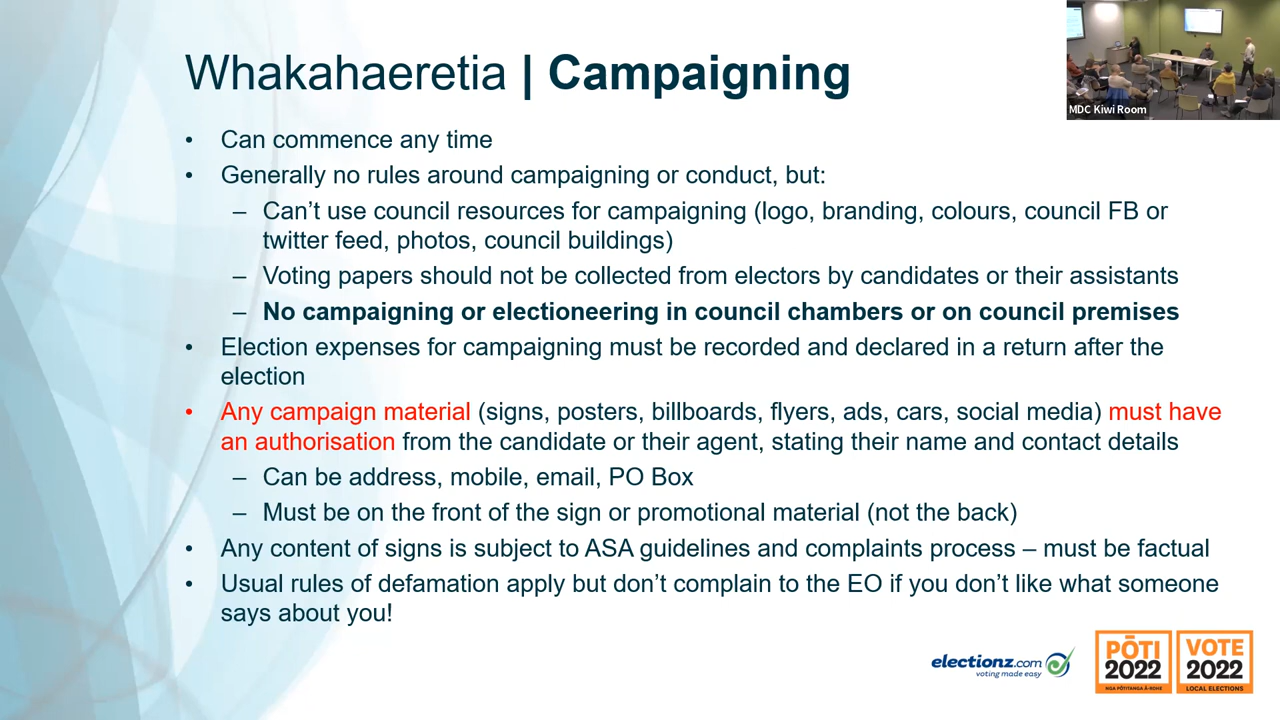 Whakahaeretia | Campaigning
MDC Kiwi Room
• Can commence any time
• Generally no rules around campaigning or conduct, but:
– Can’t use council resources for campaigning (logo, branding, colours, council FB or
twitter feed, photos, council buildings)
– Voting papers should not be collected from electors by candidates or their assistants
– No campaigning or electioneering in council chambers or on council premises
• Election expenses for campaigning must be recorded and declared in a return after the
election
• Any campaign material (signs, posters, billboards, flyers, ads, cars, social media) must have
an authorisation from the candidate or their agent, stating their name and contact details
– Can be address, mobile, email, PO Box
– Must be on the front of the sign or promotional material (not the back)
• Any content of signs is subject to ASA guidelines and complaints process – must be factual
• Usual rules of defamation apply but don’t complain to the EO if you don’t like what someone
says about you!
electionz.com
voting made easy
PŌTI
2022
NGA PŌTITANGA Ā-ROHE
VOTE
2022
LOCAL ELECTIONS